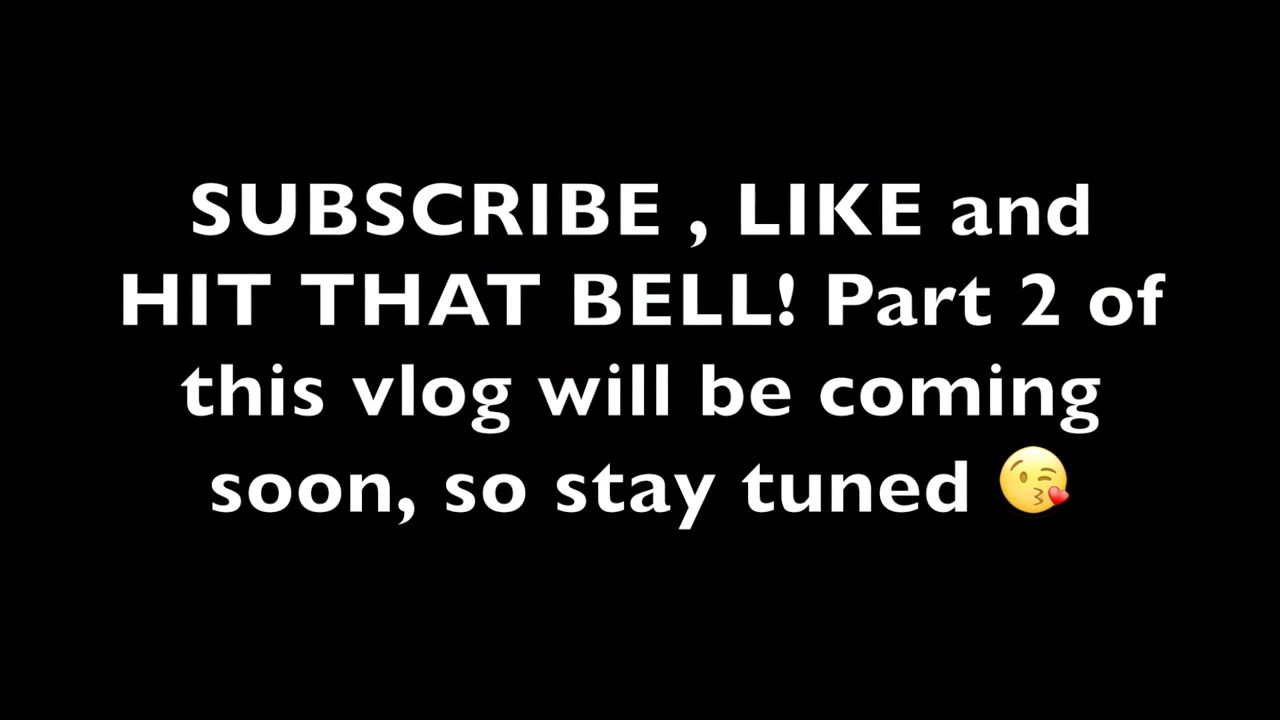 SUBSCRIBE , LIKE and
HIT THAT BELL! Part 2 of
this vlog will be coming
soon, so stay tuned 😘